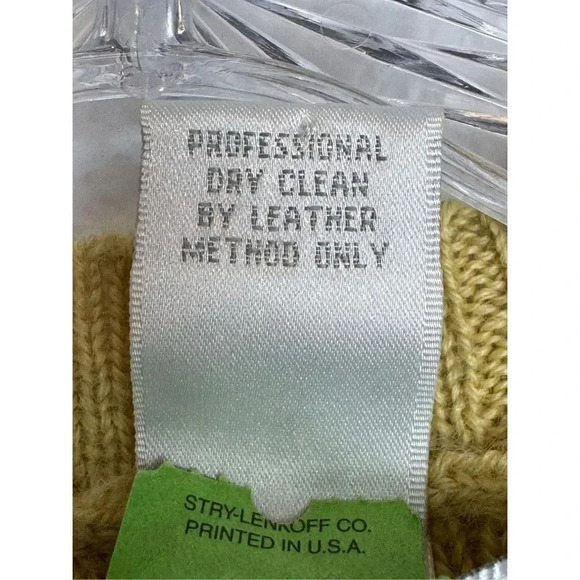 PROFESSIONAL
DRY CLEAN
BY LEATHER
METHOD ONLY
STRY-LENKOFF CO.
PRINTED IN U.S.A.